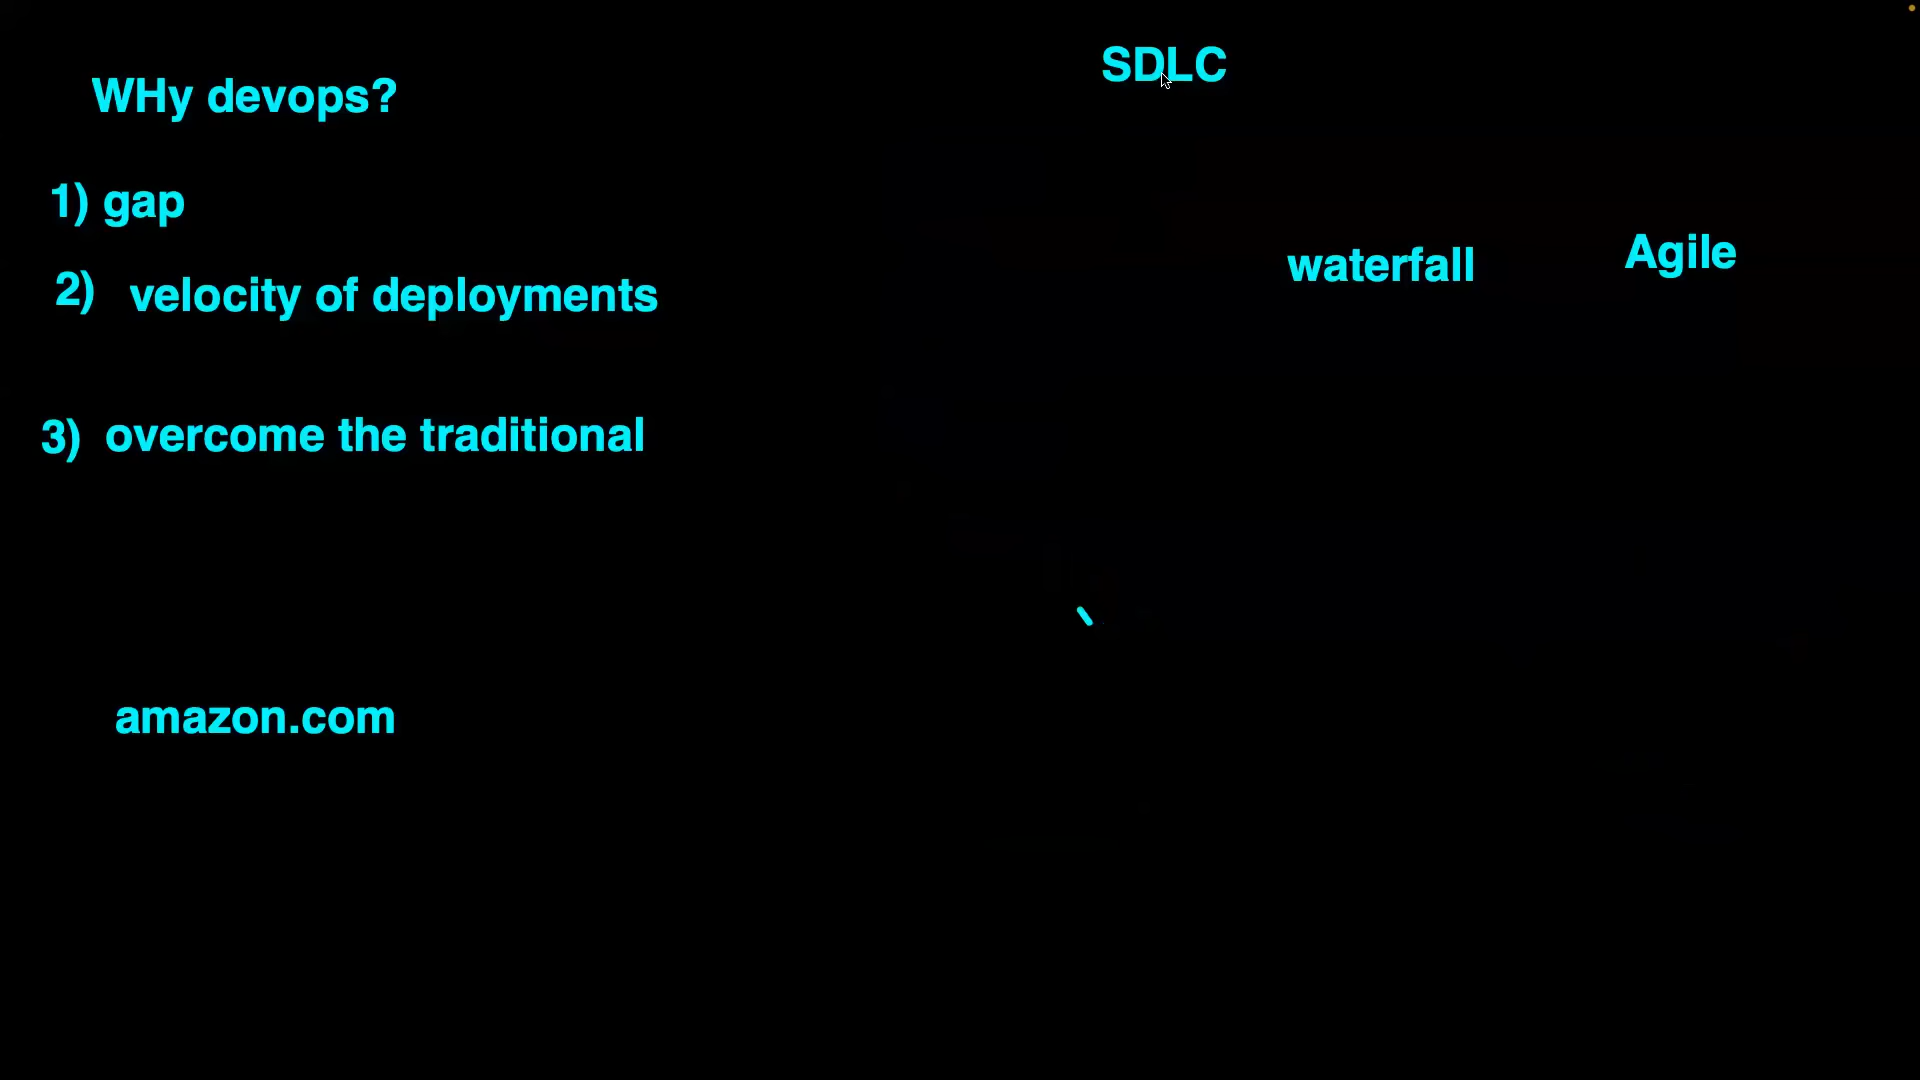 WHy devops?
1) gap
2) velocity of deployments
3) overcome the traditional
amazon.com
SDLC
waterfall
Agile